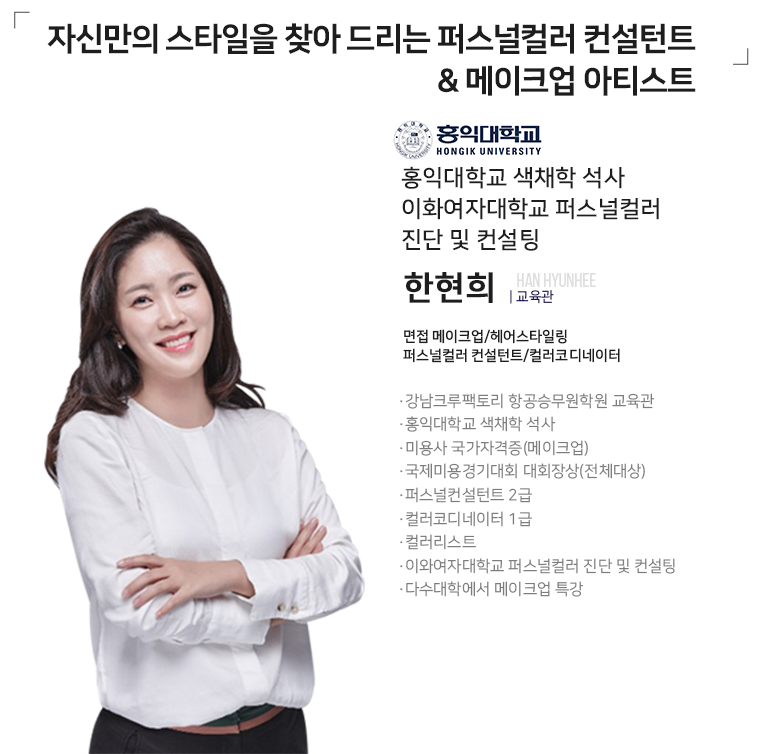 자신만의 스타일을 찾아 드리는 퍼스널컬러 컨설턴트
& 메이크업 아티스트
홍익대학교
HONGIK UNIVERSITY
홍익대학교 색채학 석사
이화여자대학교 퍼스널컬러
진단 및 컨설팅
한현희 HAN HYUNHEE
| 교육관
면접 메이크업/헤어스타일링
퍼스널컬러 컨설턴트/컬러코디네이터
·강남크루팩토리 항공승무원학원 교육관
·홍익대학교 색채학 석사
·미용사 국가자격증(메이크업)
·국제미용경기대회 대회장상(전체대상)
·퍼스널컨설턴트 2급
·컬러코디네이터 1급
·컬러리스트
·이와여자대학교 퍼스널컬러 진단 및 컨설팅
·다수대학에서 메이크업 특강